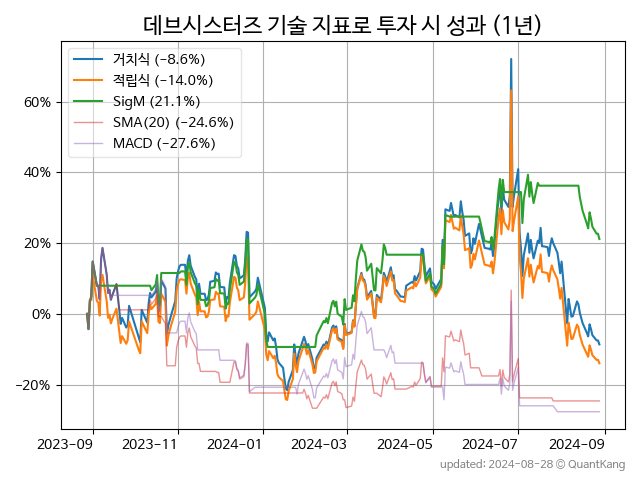 데브시스터즈 기술 지표로 투자 시 성과 (1년)
거치식 (-8.6%)
적립식 (-14.0%)
SigM (21.1%)
SMA(20) (-24.6%)
MACD (-27.6%)
60%
40%
20%
0%
-20%
2023-09 2023-11 2024-01 2024-03 2024-05 2024-07 2024-09
updated: 2024-08-28 © QuantKang